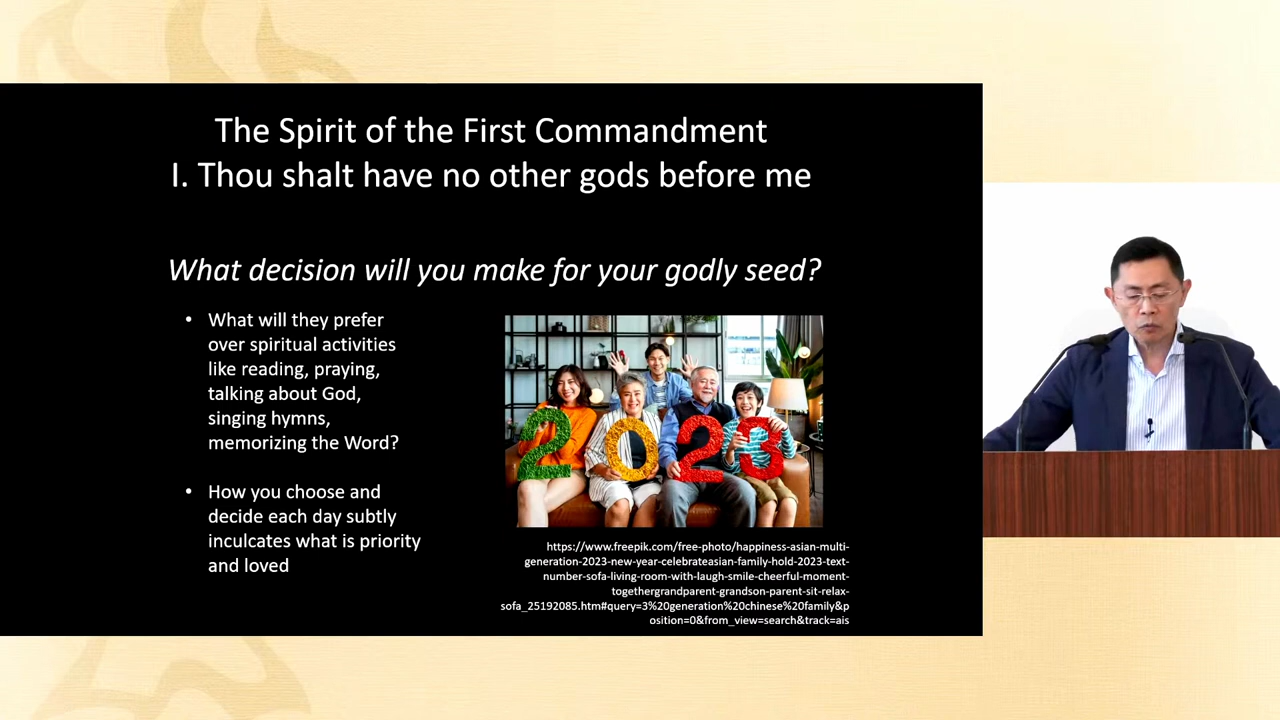 The Spirit of the First Commandment
I. Thou shalt have no other gods before me
What decision will you make for your godly seed?
• What will they prefer
over spiritual activities
like reading, praying,
talking about God,
singing hymns,
memorizing the Word?
• How you choose and
decide each day subtly
inculcates what is priority
and loved
2023
https://www.freepik.com/free-photo/happiness-asian-multi-
generation-2023-new-year-celebrateasian-family-hold-2023-text-
number-sofa-living-room-with-laugh-smile-cheerful-moment-
togethergrandparent-grandson-parent-sit-relax-
sofa_25192085.htm#query=3%20generation%20chinese%20family&p
osition=0&from_view=search&track=ais